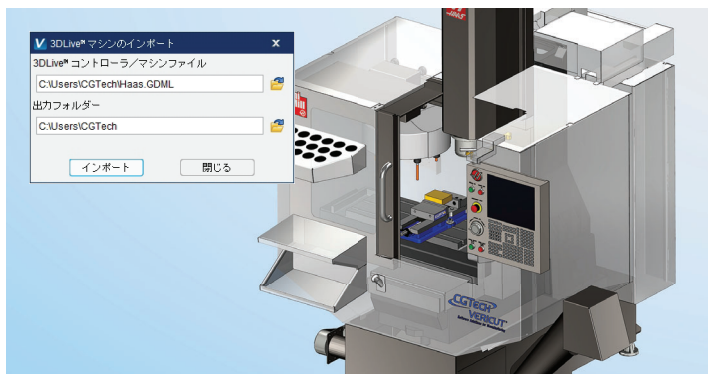 3DLive™ マシンのインポート
3DLive™ コントローラ／マシンファイル
C:\Users\CGTech\Haas.GDML
出力フォルダー
C:\Users\CGTech
インポート
閉じる
CGTECH
VERICUT